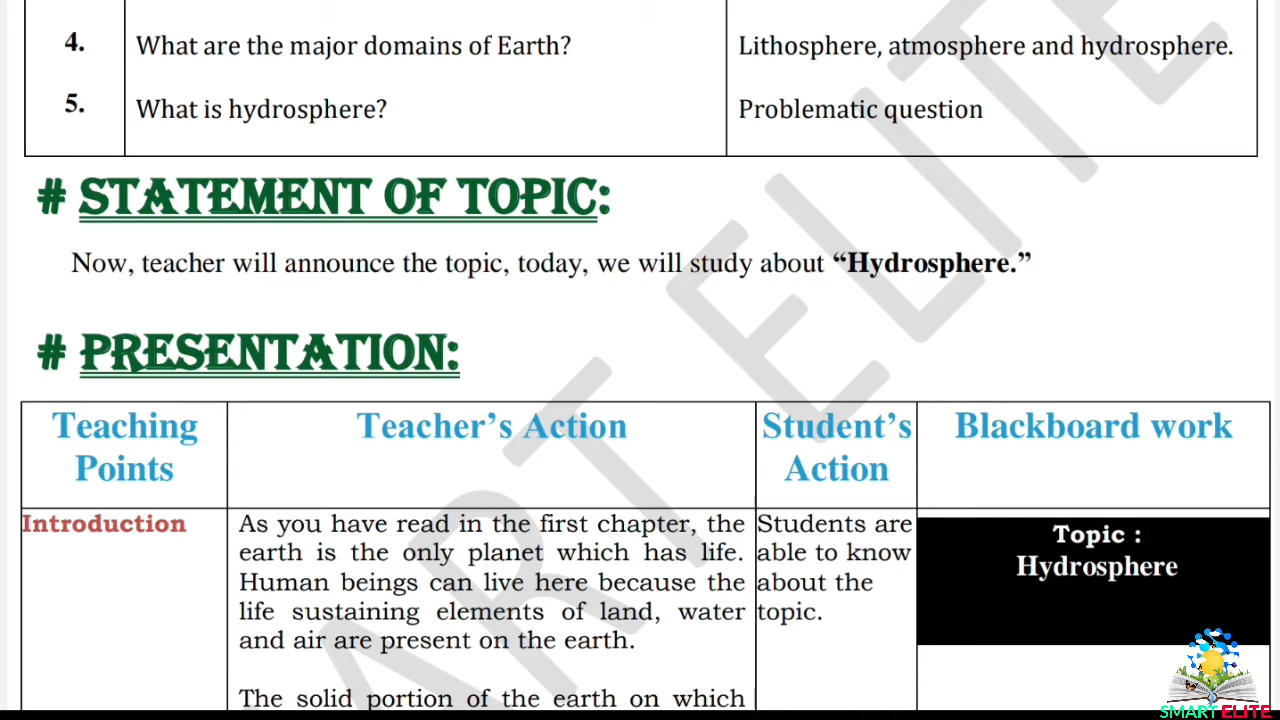 4. What are the major domains of Earth? Lithosphere, atmosphere and hydrosphere.
5. What is hydrosphere? Problematic question
# STATEMENT OF TOPIC:
Now, teacher will announce the topic, today, we will study about “Hydrosphere.”
# PRESENTATION:
Teaching Points
Teacher’s Action
Student’s Action
Blackboard work
Introduction
As you have read in the first chapter, the
earth is the only planet which has life.
Human beings can live here because the
life sustaining elements of land, water
and air are present on the earth.
The solid portion of the earth on which
Students are
able to know
about the
topic.
Topic :
Hydrosphere
SMART ELITE
ART ELITE